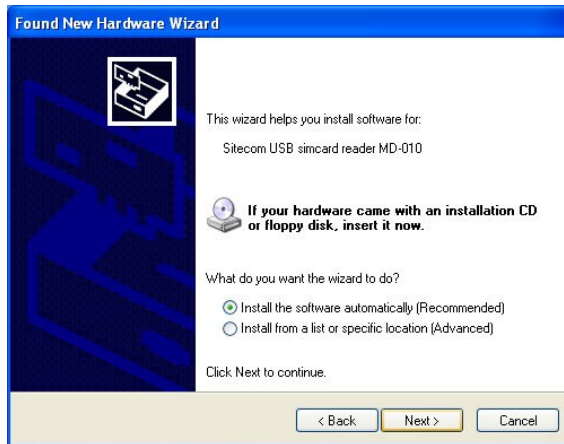 Found New Hardware Wizard
This wizard helps you install software for:
Sitecom USB simcard reader MD-010
If your hardware came with an installation CD
or floppy disk, insert it now.
What do you want the wizard to do?
Install the software automatically (Recommended)
Install from a list or specific location (Advanced)
Click Next to continue.
< Back Next > Cancel